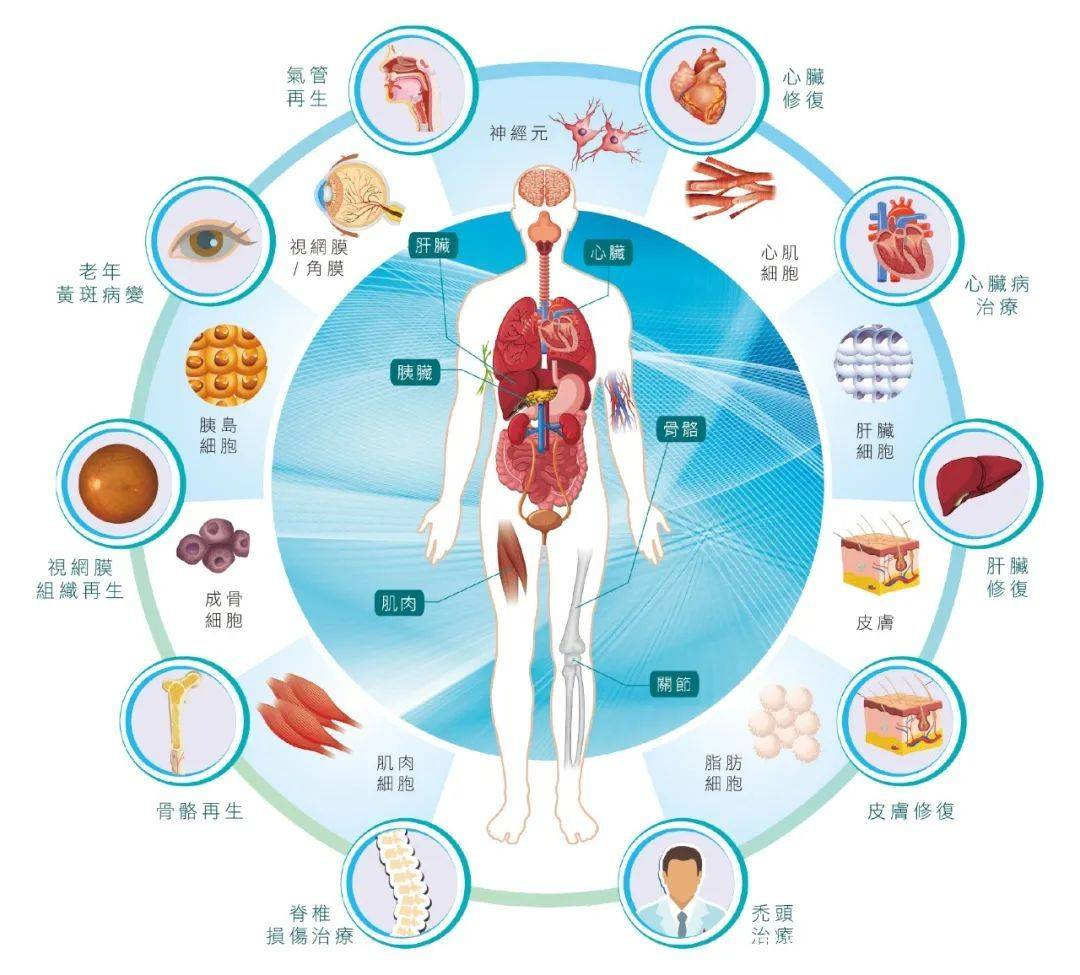 氣管
再生
心臟
修復
神經元
視網膜
/ 角膜
肝臟
心臟
心肌
細胞
老年
黃斑病變
心臟病
治療
胰臟
胰島
細胞
骨骼
肝臟
細胞
視網膜
組織再生
成骨
細胞
肌肉
皮膚
肝臟
修復
關節
肌肉
細胞
脂肪
細胞
骨骼再生
皮膚修復
脊椎
損傷治療
禿頭
治療